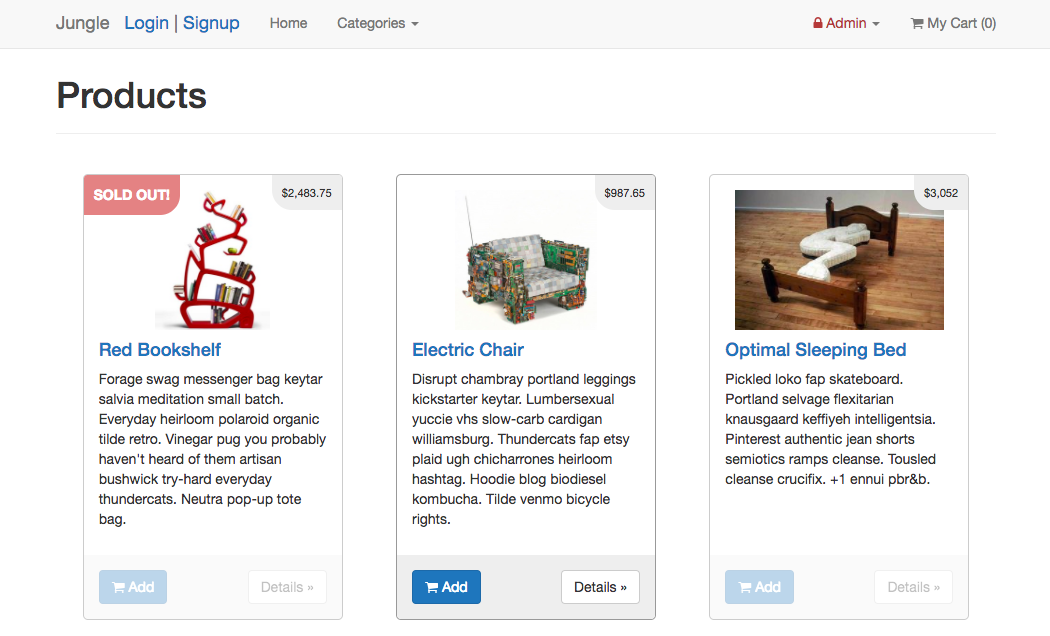 Jungle Login | Signup Home Categories Admin My Cart (0)
Products
SOLD OUT!
$2,483.75
Red Bookshelf
Forage swag messenger bag keytar
salvia meditation small batch.
Everyday heirloom polaroid organic
tilde retro. Vinegar pug you probably
haven't heard of them artisan
bushwick try-hard everyday
thundercats. Neutra pop-up tote
bag.
Add
Details »
$987.65
Electric Chair
Disrupt chambray portland leggings
kickstarter keytar. Lumbersexual
yuccie vhs slow-carb cardigan
williamsburg. Thundercats fap etsy
plaid ugh chicharrones heirloom
hashtag. Hoodie blog biodiesel
kombucha. Tilde venmo bicycle
rights.
Add
Details »
$3,052
Optimal Sleeping Bed
Pickled loko fap skateboard.
Portland selvage flexitarian
knausgaard keffiyeh intelligentsia.
Pinterest authentic jean shorts
semiotics ramps cleanse. Tousled
cleanse crucifix. +1 ennui pbr&b.
Add
Details »